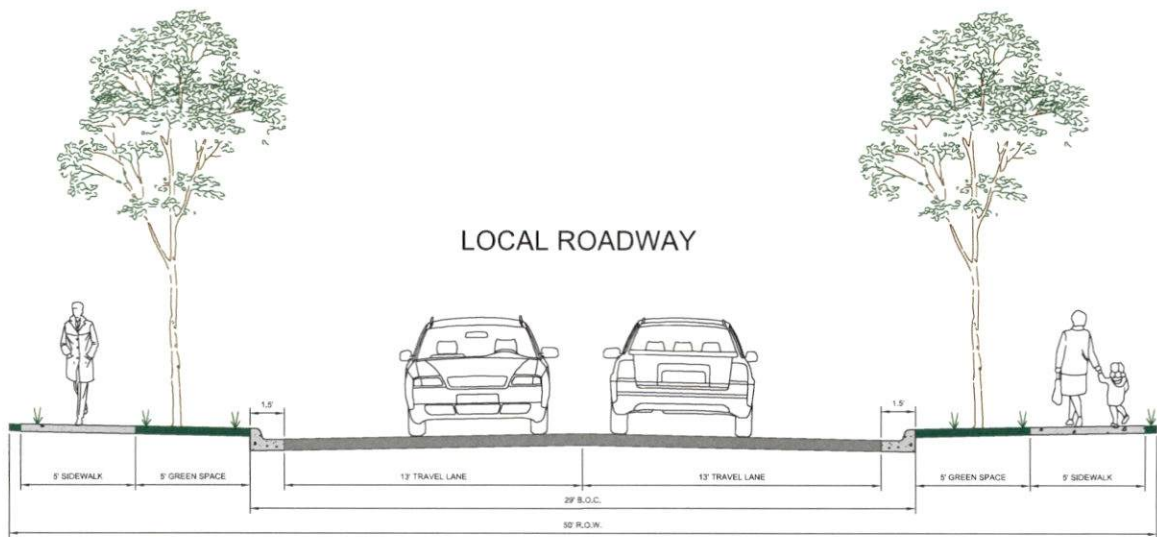 LOCAL ROADWAY
1.5'
1.5'
5' SIDEWALK
5' GREEN SPACE
13' TRAVEL LANE
13' TRAVEL LANE
5' GREEN SPACE
5' SIDEWALK
29' B.O.C.
50' R.O.W.